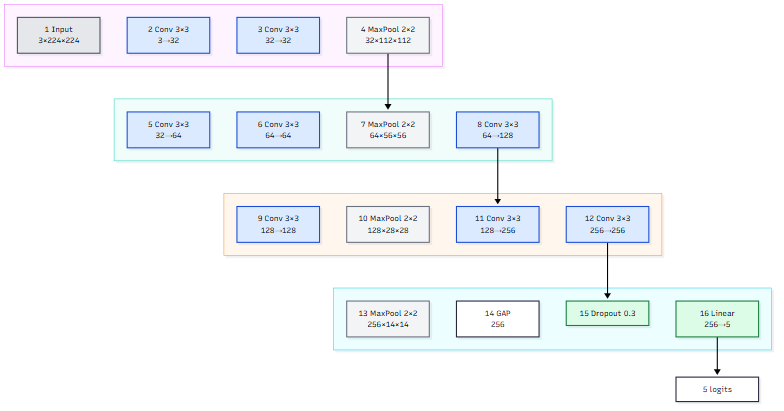 1 Input
3×224×224
2 Conv 3×3
3→32
3 Conv 3×3
32→32
4 MaxPool 2×2
32×112×112
5 Conv 3×3
32→64
6 Conv 3×3
64→64
7 MaxPool 2×2
64×56×56
8 Conv 3×3
64→128
9 Conv 3×3
128→128
10 MaxPool 2×2
128×28×28
11 Conv 3×3
128→256
12 Conv 3×3
256→256
13 MaxPool 2×2
256×14×14
14 GAP
256
15 Dropout 0.3
16 Linear
256→5
5 logits